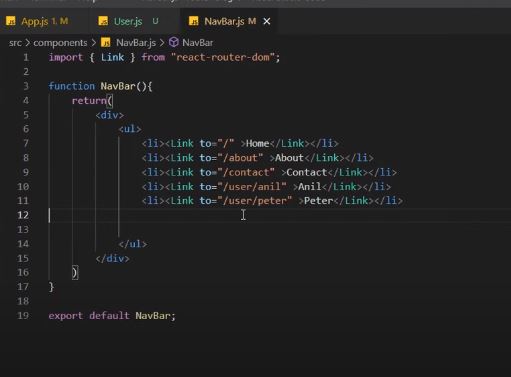 JS App.js 1, M JS User.js U JS NavBar.js M ×
src > components > JS NavBar.js > NavBar
1 import { Link } from "react-router-dom";
2
3 function NavBar(){
4 return(
5 <div>
6 <ul>
7 <li><Link to="/" >Home</Link></li>
8 <li><Link to="/about" >About</Link></li>
9 <li><Link to="/contact" >Contact</Link></li>
10 <li><Link to="/user/anil" >Anil</Link></li>
11 <li><Link to="/user/peter" >Peter</Link></li>
12
13
14 </ul>
15 </div>
16 )
17 }
18
19 export default NavBar;